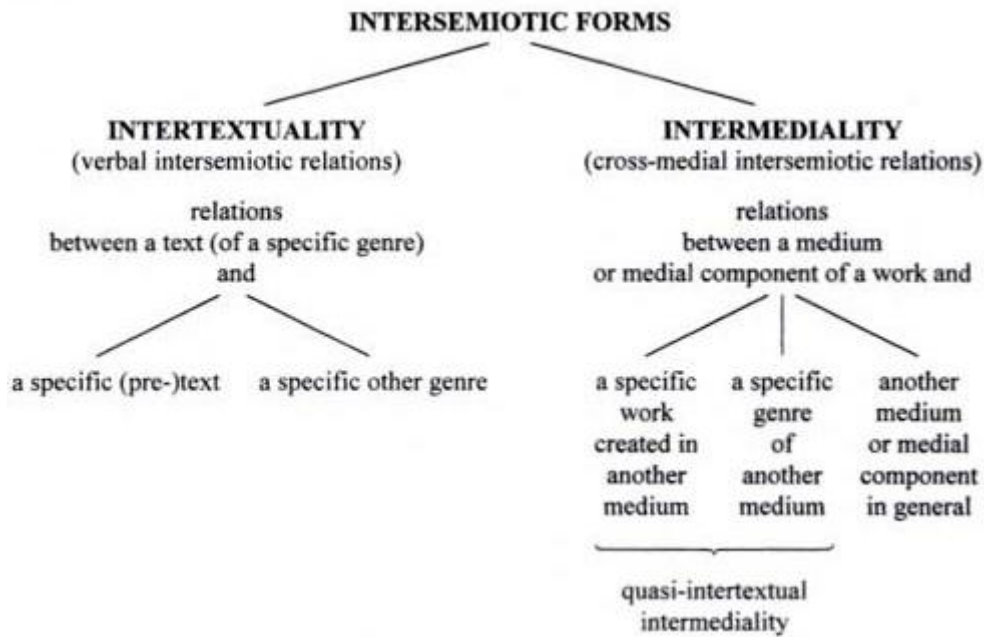 INTERSEMIOTIC FORMS
INTERTEXTUALITY
(verbal intersemiotic relations)
relations
between a text (of a specific genre)
and
a specific (pre-)text
a specific other genre
INTERMEDIALITY
(cross-medial intersemiotic relations)
relations
between a medium
or medial component of a work and
a specific
work
created in
another
medium
a specific
genre
of
another
medium
another
medium
or medial
component
in general
quasi-intertextual
intermediality